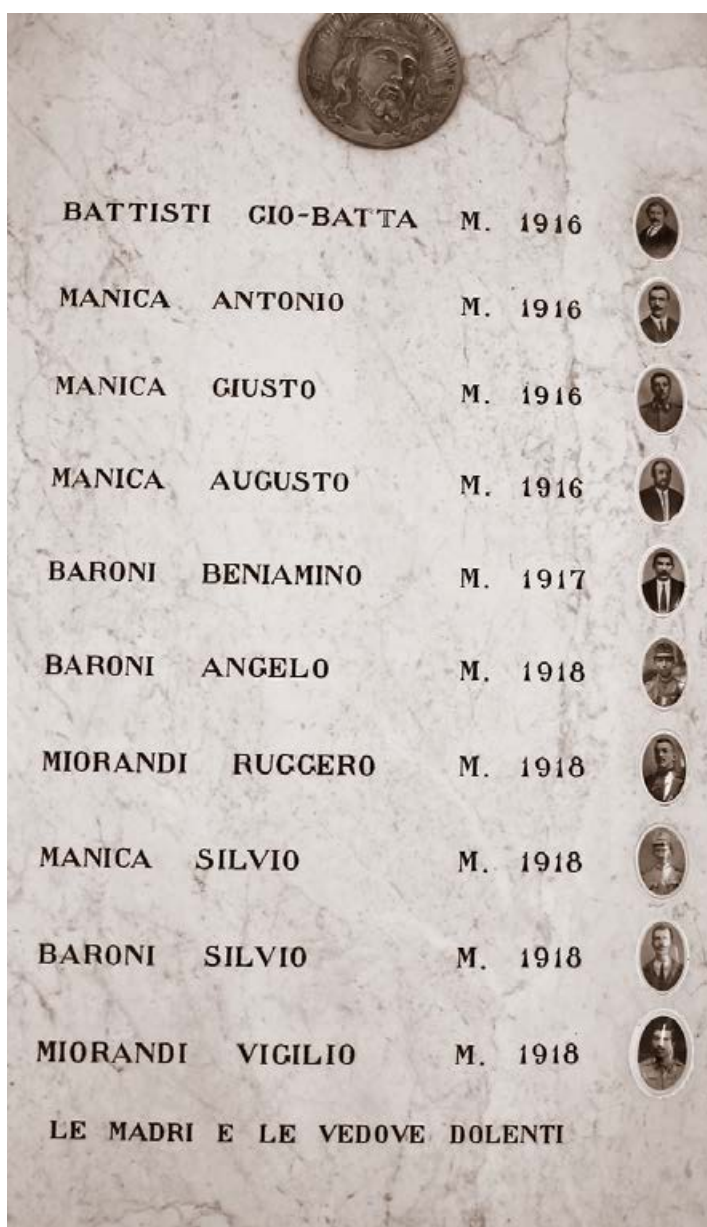 BATTISTI GIO-BATTA M. 1916
MANICA ANTONIO M. 1916
MANICA GIUSTO M. 1916
MANICA AUGUSTO M. 1916
BARONI BENIAMINO M. 1917
BARONI ANGELO M. 1918
MIORANDI RUGGERO M. 1918
MANICA SILVIO M. 1918
BARONI SILVIO M. 1918
MIORANDI VIGILIO M. 1918
LE MADRI E LE VEDOVE DOLENTI